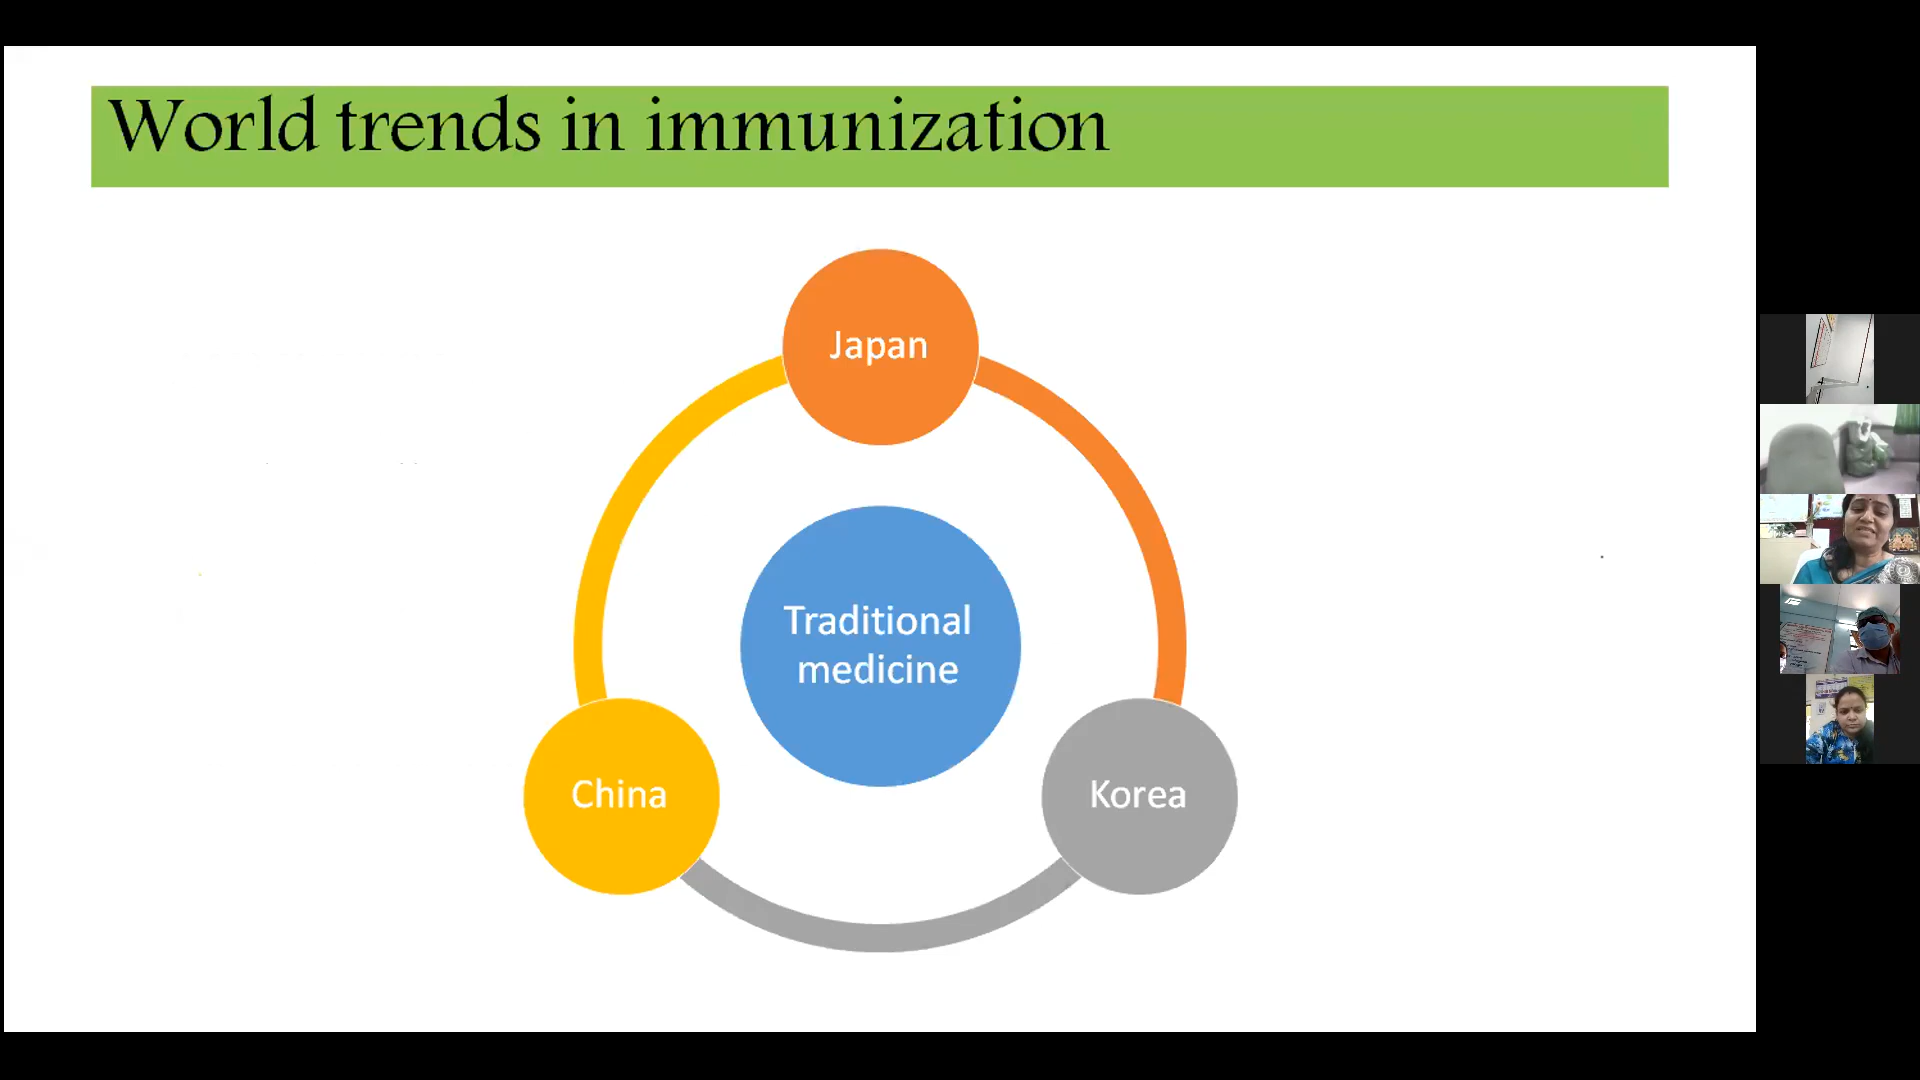 World trends in immunization
Japan
Traditional
medicine
China
Korea